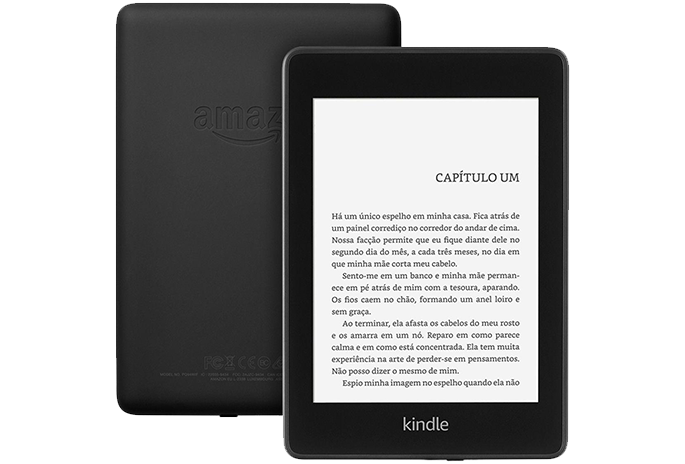 amaz
CAPÍTULO UM
Há um único espelho em minha casa. Fica atrás de
um painel corrediço no corredor do andar de cima.
Nossa facção permite que eu fique diante dele no
segundo dia do mês, a cada três meses, no dia em
que minha mãe corta meu cabelo.
Sento-me em um banco e minha mãe perman-
ece em pé atrás de mim com a tesoura, aparando.
Os fios caem no chão, formando um anel loiro e
sem graça.
Ao terminar, ela afasta os cabelos do meu rosto
e os amarra em um nó. Reparo em como parece
calma e em como está concentrada. Ela tem muita
experiência na arte de perder-se em pensamentos.
Não posso dizer o mesmo de mim.
Espio minha imagem no espelho quando ela não
kindle